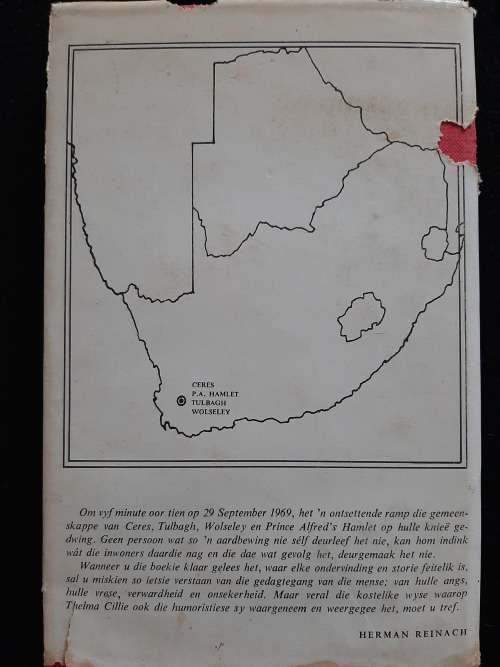 CERES
P.A. HAMLET
TULBAGH
WOLSELEY
Om vyf minute oor tien op 29 September 1969, het 'n ontsettende ramp die gemeen-
skappe van Ceres, Tulbagh, Wolseley en Prince Alfred's Hamlet op hulle knieë ge-
dwing. Geen persoon wat so 'n aardbewing nie sélf deurleef het nie, kan hom indink
wát die inwoners daardie nag en die dae wat gevolg het, deurgemaak het nie.
Wanneer u die boekie klaar gelees het, waar elke ondervinding en storie feitelik is,
sal u miskien so ietsie verstaan van die gedagtegang van die mense; van hulle angs,
hulle vrese, verwardheid en onsekerheid. Maar veral die kostelike wyse waarop
Thelma Cillie ook die humoristiese sy waargeneem en weergegee het, moet u tref.
HERMAN REINACH